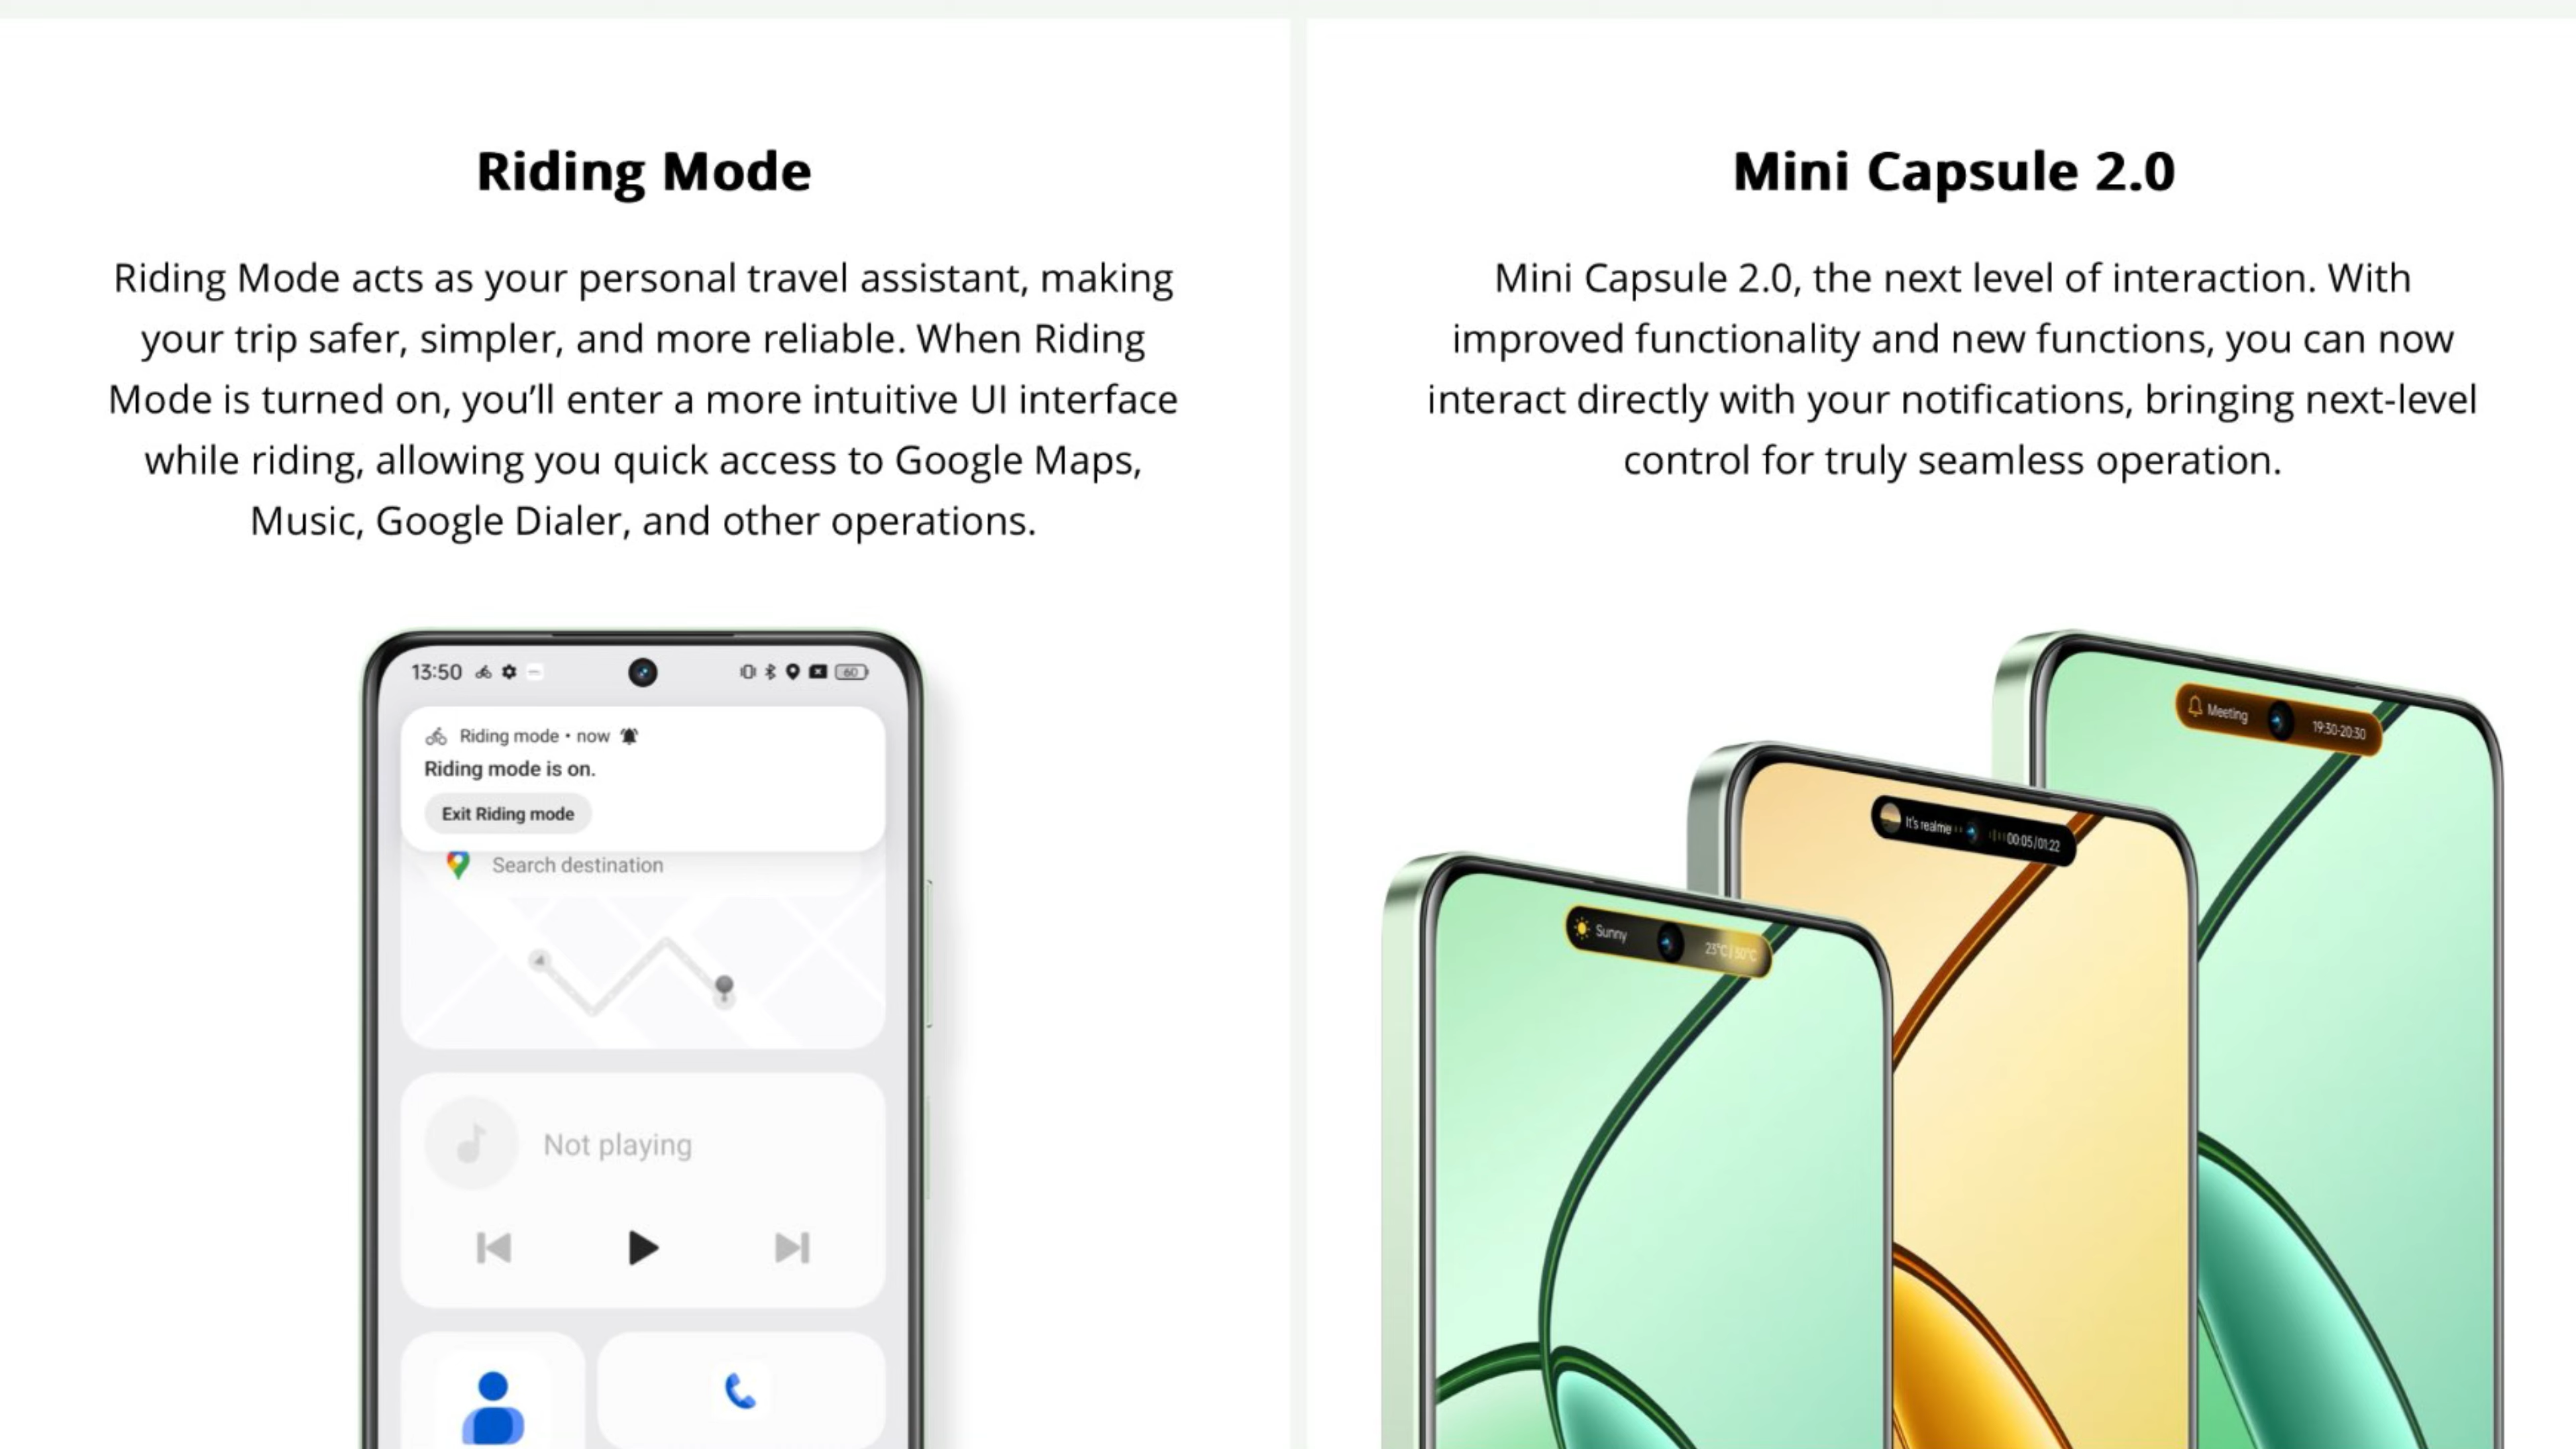 Riding Mode
Riding Mode acts as your personal travel assistant, making
your trip safer, simpler, and more reliable. When Riding
Mode is turned on, you’ll enter a more intuitive UI interface
while riding, allowing you quick access to Google Maps,
Music, Google Dialer, and other operations.
13:50
60
Riding mode • now
Riding mode is on.
Exit Riding mode
Search destination
Not playing
Mini Capsule 2.0
Mini Capsule 2.0, the next level of interaction. With
improved functionality and new functions, you can now
interact directly with your notifications, bringing next-level
control for truly seamless operation.
Meeting 19:30-20:30
It's realme 00:05/01:22
Sunny 23°C | 50°C